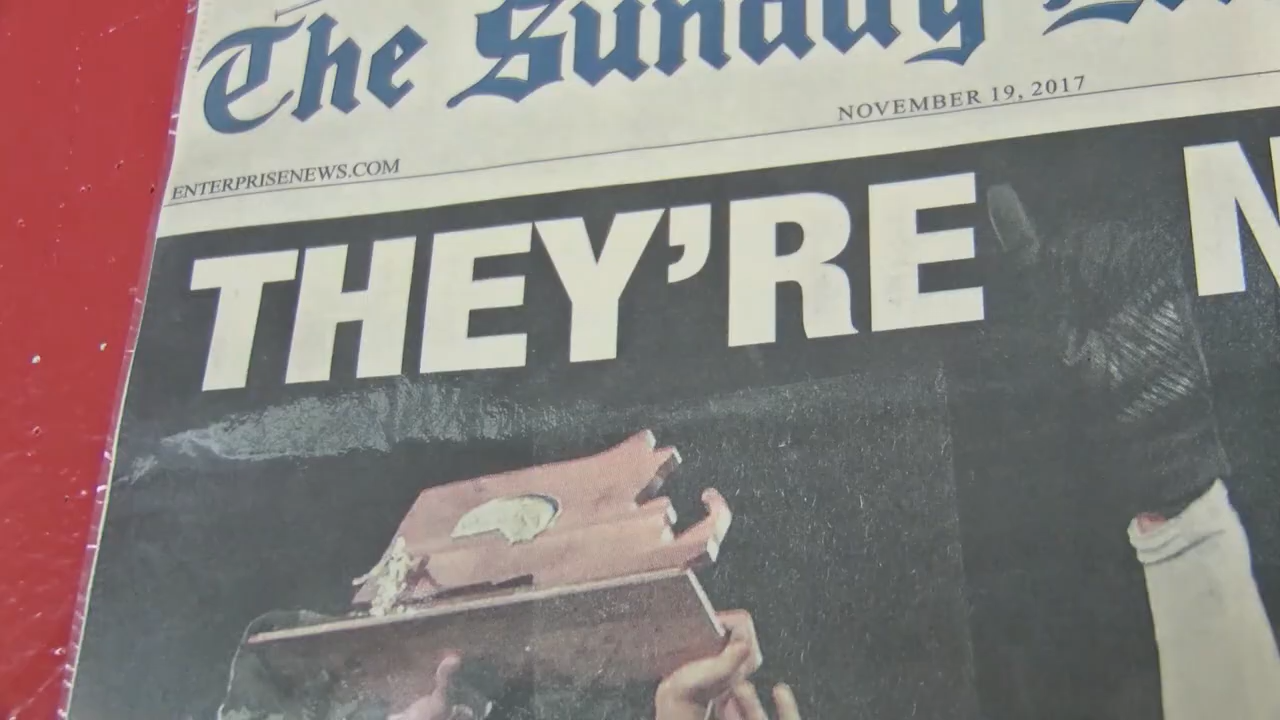 The Sunday
NOVEMBER 19, 2017
ENTERPRISENEWS.COM
THEY'RE N